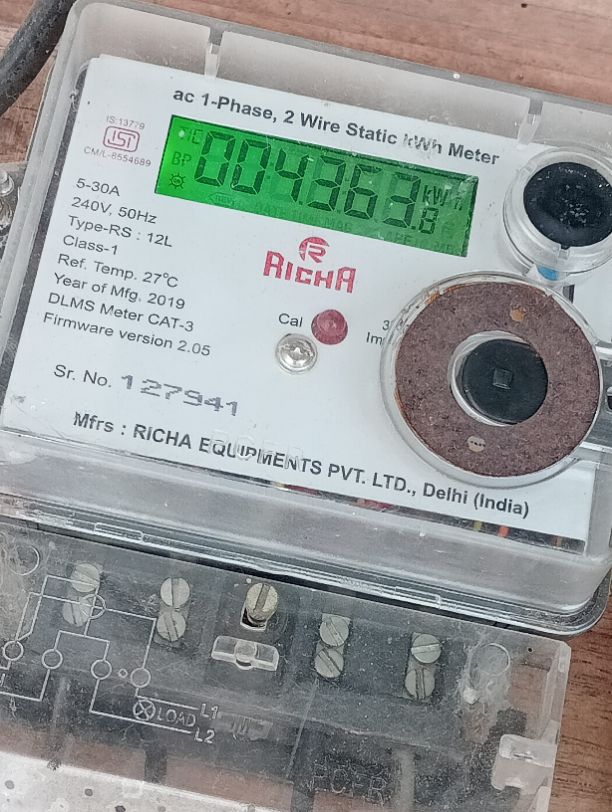 ac 1-Phase, 2 Wire Static kWh Meter
IS:13779
ISI
CM/L-8554689
BP
004363.8 kWh
5-30A
240V, 50Hz
Type-RS : 12L
Class-1
Ref. Temp. 27°C
Year of Mfg. 2019
DLMS Meter CAT-3
Firmware version 2.05
R
RICHA
Cal
Sr. No. 127941
Mfrs : RICHA EQUIPMENTS PVT. LTD., Delhi (India)
LOAD
L1
L2